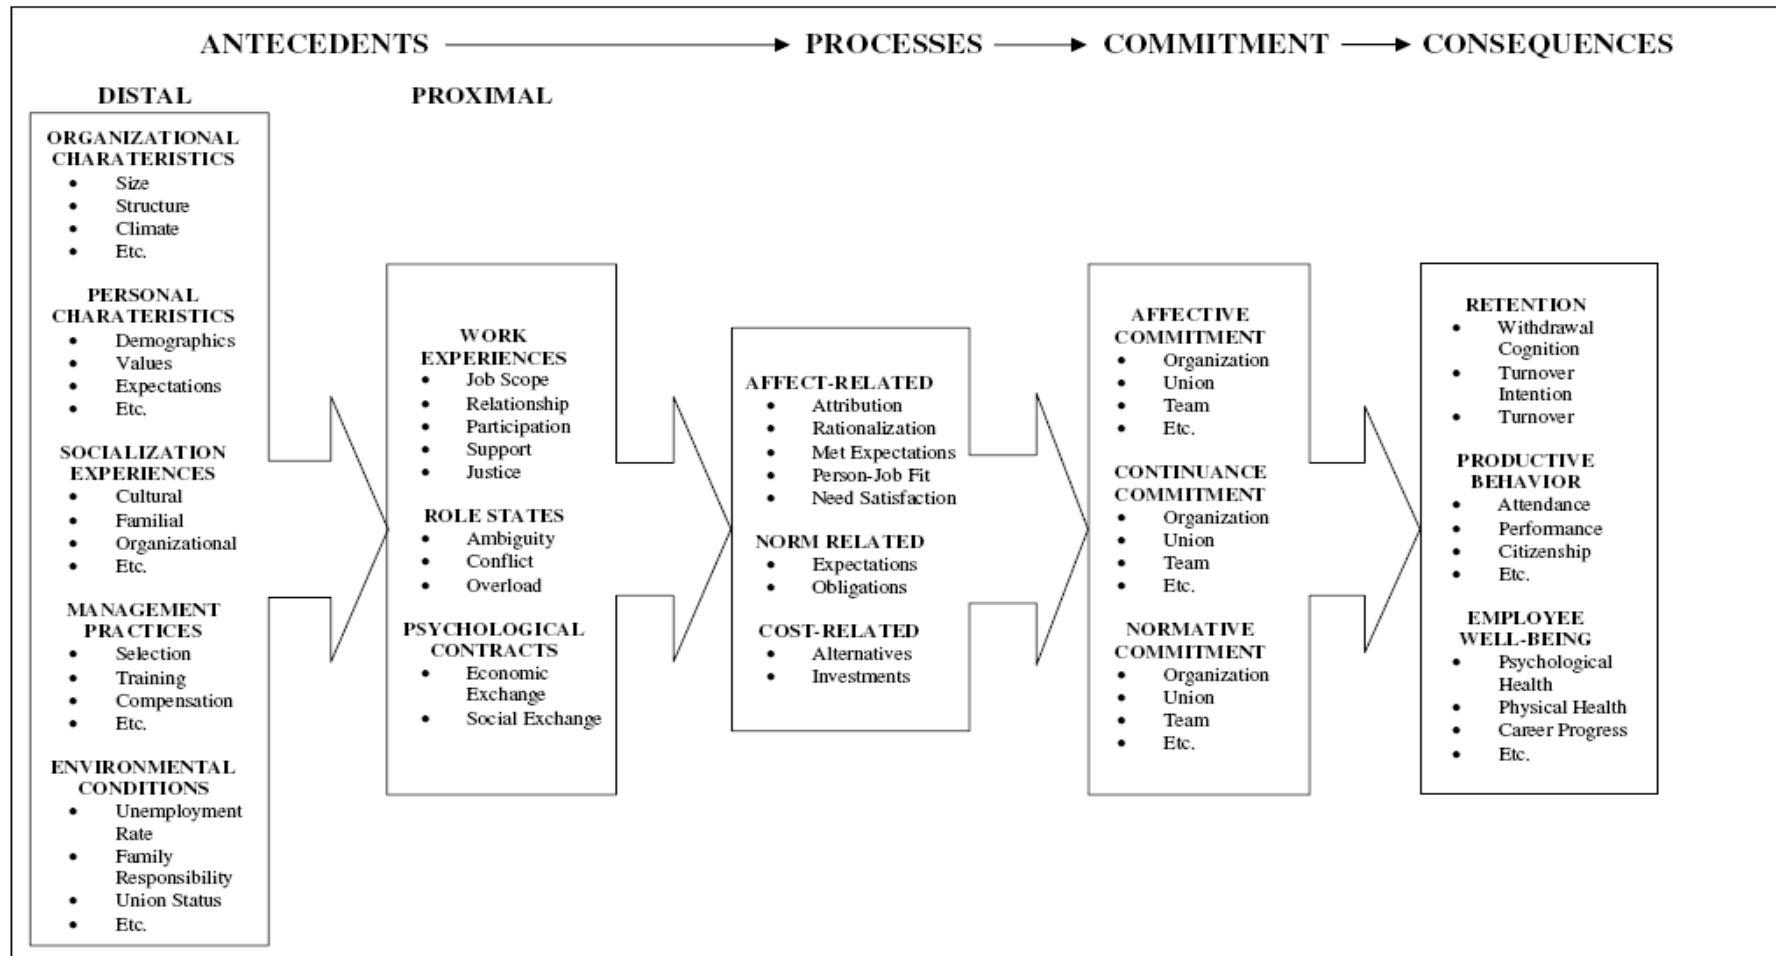 ANTECEDENTS PROCESSES COMMITMENT CONSEQUENCES
DISTAL
ORGANIZATIONAL
CHARATERISTICS
• Size
• Structure
• Climate
• Etc.
PERSONAL
CHARATERISTICS
• Demographics
• Values
• Expectations
• Etc.
SOCIALIZATION
EXPERIENCES
• Cultural
• Familial
• Organizational
• Etc.
MANAGEMENT
PRACTICES
• Selection
• Training
• Compensation
• Etc.
ENVIRONMENTAL
CONDITIONS
• Unemployment
Rate
• Family
Responsibility
• Union Status
• Etc.
PROXIMAL
WORK
EXPERIENCES
• Job Scope
• Relationship
• Participation
• Support
• Justice
ROLE STATES
• Ambiguity
• Conflict
• Overload
PSYCHOLOGICAL
CONTRACTS
• Economic
Exchange
• Social Exchange
AFFECT-RELATED
• Attribution
• Rationalization
• Met Expectations
• Person-Job Fit
• Need Satisfaction
NORM RELATED
• Expectations
• Obligations
COST-RELATED
• Alternatives
• Investments
AFFECTIVE
COMMITMENT
• Organization
• Union
• Team
• Etc.
CONTINUANCE
COMMITMENT
• Organization
• Union
• Team
• Etc.
NORMATIVE
COMMITMENT
• Organization
• Union
• Team
• Etc.
RETENTION
• Withdrawal
Cognition
• Turnover
Intention
• Turnover
PRODUCTIVE
BEHAVIOR
• Attendance
• Performance
• Citizenship
• Etc.
EMPLOYEE
WELL-BEING
• Psychological
Health
• Physical Health
• Career Progress
• Etc.